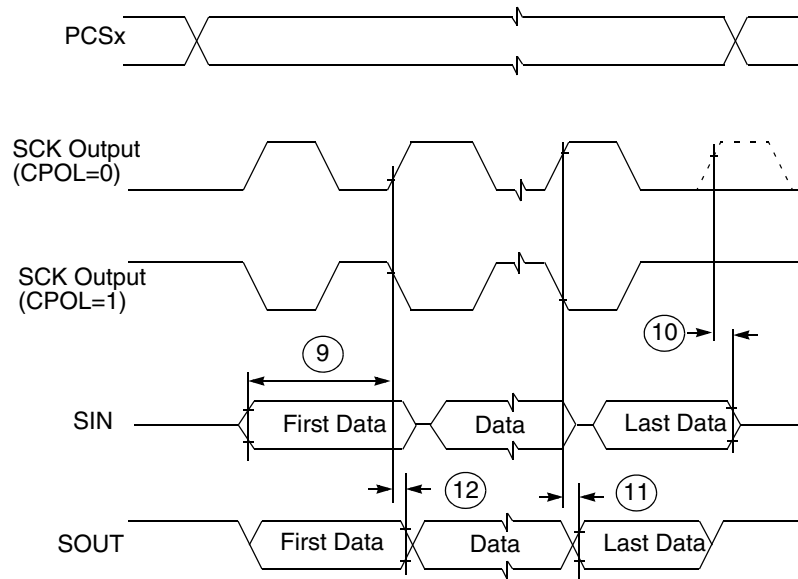 PCSx
SCK Output
(CPOL=0)
SCK Output
(CPOL=1)
10
9
SIN
First Data
Data
Last Data
12
11
SOUT
First Data
Data
Last Data